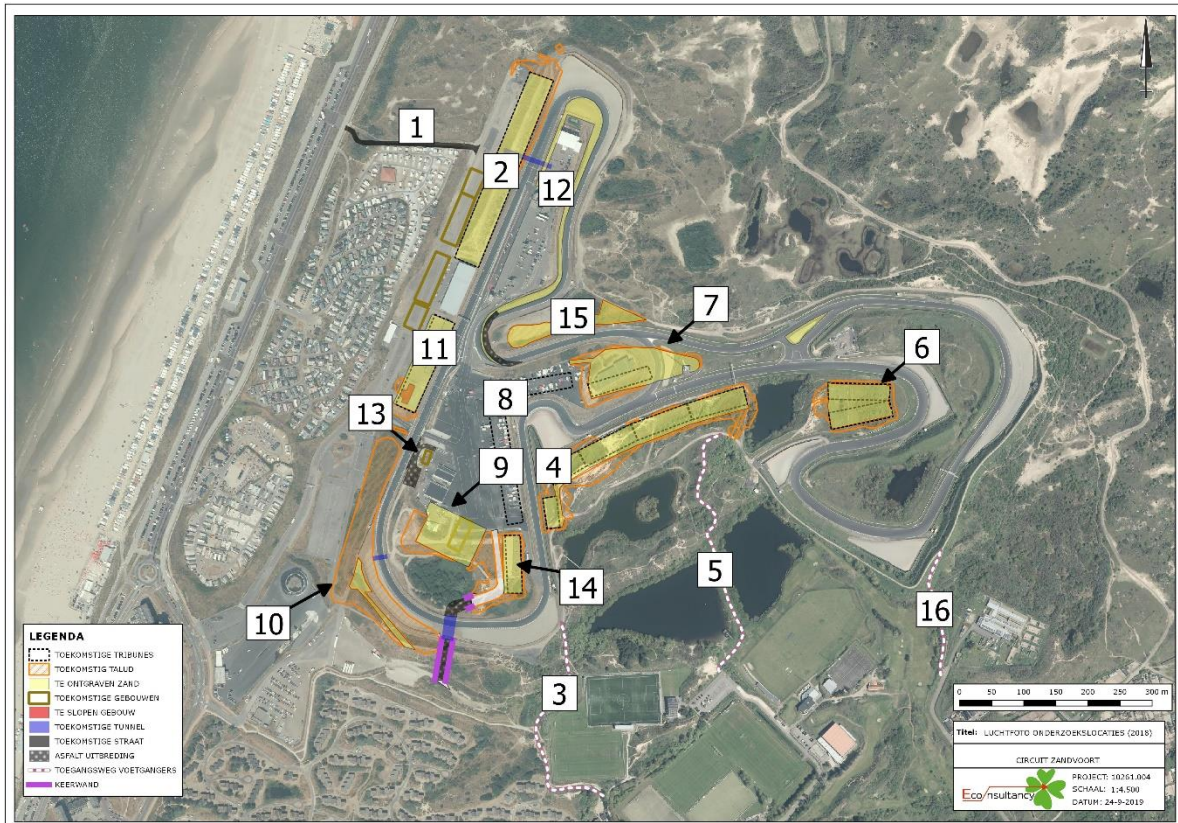 1
2
12
15
7
6
11
8
13
9
4
5
14
10
16
3
LEGENDA
TOEKOMSTIGE TRIBUNES
TOEKOMSTIG TALUD
TE ONTGRAVEN ZAND
TOEKOMSTIGE GEBOUWEN
TE SLOPEN GEBOUW
TOEKOMSTIGE TUNNEL
TOEKOMSTIGE STRAAT
ASFALT UITBREDING
TOEGANGSWEG VOETGANGERS
KEERWAND
0 50 100 150 200 250 300 m
Titel: LUCHTFOTO ONDERZOEKSLOCATIES (2018)
CIRCUIT ZANDVOORT
Econsultancy
PROJECT: 10261.004
SCHAAL: 1:4.500
DATUM: 24-9-2019